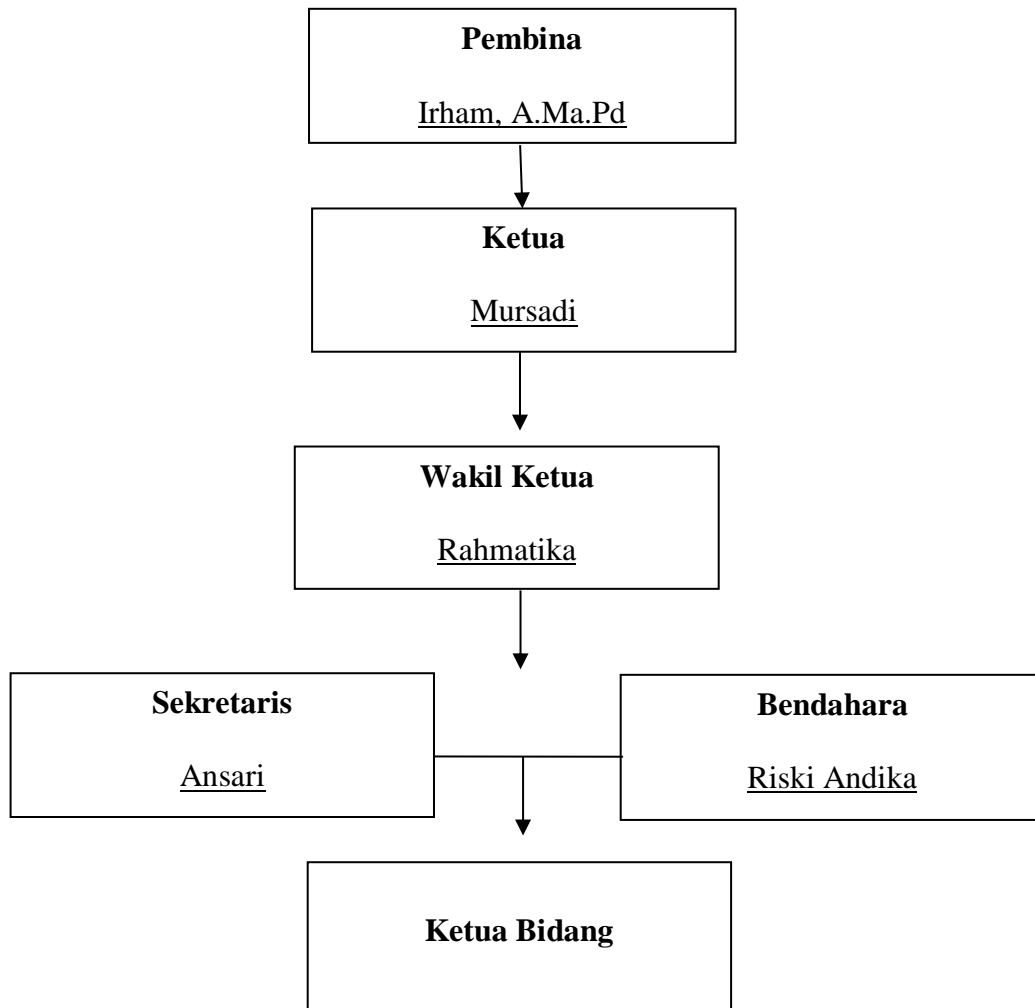 Pembina
Irham, A.Ma.Pd
Ketua
Mursadi
Wakil Ketua
Rahmatika
Sekretaris
Ansari
Bendahara
Riski Andika
Ketua Bidang